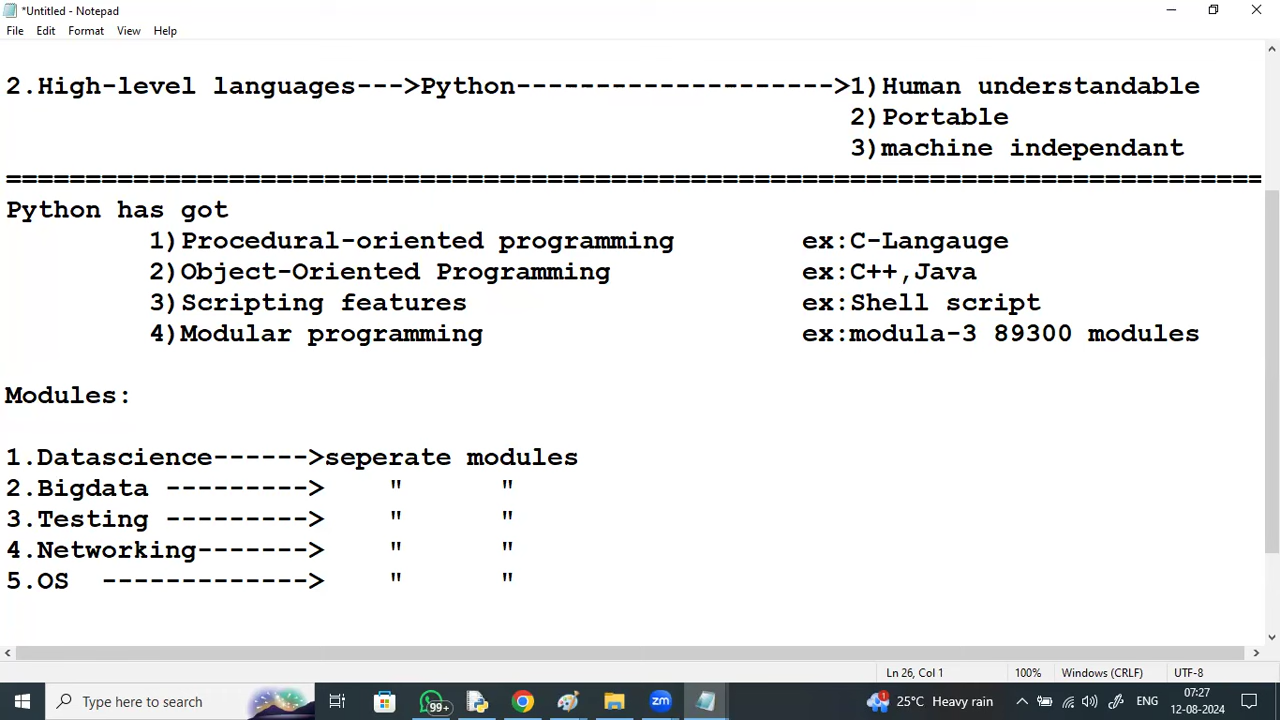 *Untitled - Notepad
File Edit Format View Help
2.High-level languages--->Python-------------------->1)Human understandable
2)Portable
3)machine independant
===============================================================================
Python has got
1)Procedural-oriented programming ex:C-Langauge
2)Object-Oriented Programming ex:C++,Java
3)Scripting features ex:Shell script
4)Modular programming ex:modula-3 89300 modules
Modules:
1.Datascience------>seperate modules
2.Bigdata ---------> " "
3.Testing ---------> " "
4.Networking-------> " "
5.OS -------------> " "
Ln 26, Col 1 100% Windows (CRLF) UTF-8
Type here to search 99+ zm 25°C Heavy rain ENG 07:27
12-08-2024